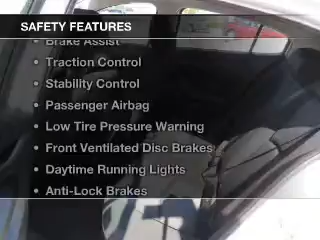 SAFETY FEATURES
• Brake Assist
• Traction Control
• Stability Control
• Passenger Airbag
• Low Tire Pressure Warning
• Front Ventilated Disc Brakes
• Daytime Running Lights
• Anti-Lock Brakes